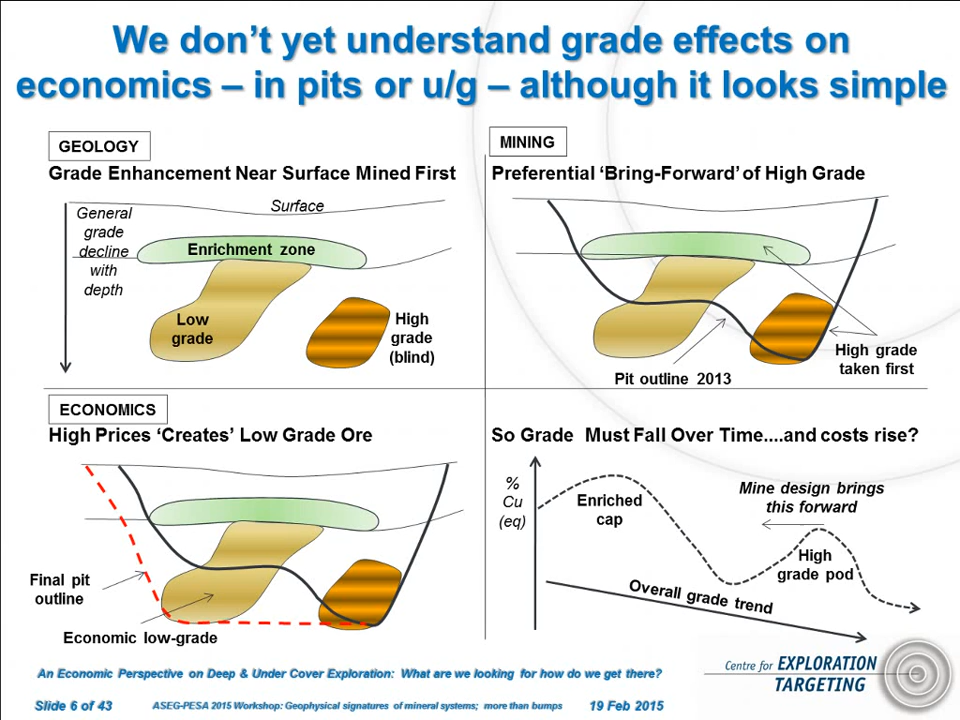 We don’t yet understand grade effects on
economics – in pits or u/g – although it looks simple
GEOLOGY
Grade Enhancement Near Surface Mined First
Surface
General
grade
decline
with
depth
Enrichment zone
Low
grade
High
grade
(blind)
MINING
Preferential ‘Bring-Forward’ of High Grade
High grade
taken first
Pit outline 2013
ECONOMICS
High Prices ‘Creates’ Low Grade Ore
Final pit
outline
Economic low-grade
So Grade Must Fall Over Time....and costs rise?
%
Cu
(eq)
Enriched
cap
Mine design brings
this forward
High
grade pod
Overall grade trend
An Economic Perspective on Deep & Under Cover Exploration: What are we looking for how do we get there?
Slide 6 of 43
ASEG-PESA 2015 Workshop: Geophysical signatures of mineral systems; more than bumps
19 Feb 2015
Centre for EXPLORATION
TARGETING